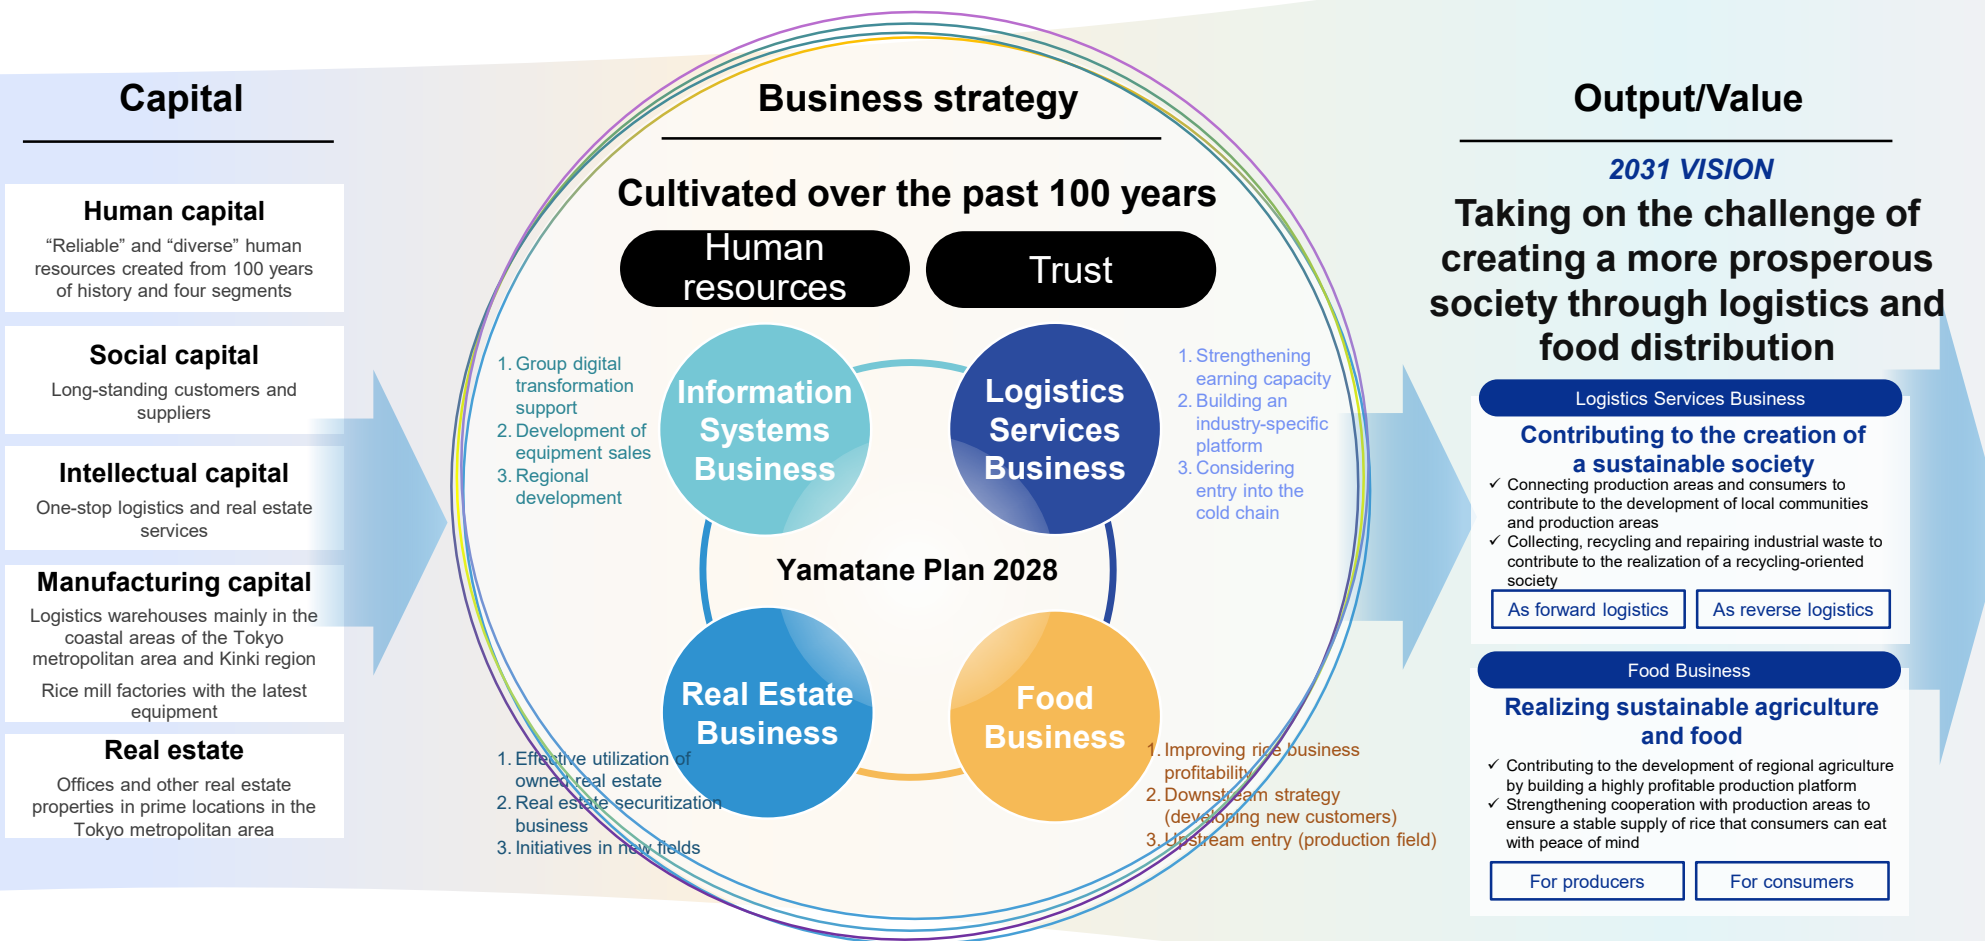 Capital
Human capital
“Reliable” and “diverse” human
resources created from 100 years
of history and four segments
Social capital
Long-standing customers and
suppliers
Intellectual capital
One-stop logistics and real estate
services
Manufacturing capital
Logistics warehouses mainly in the
coastal areas of the Tokyo
metropolitan area and Kinki region
Rice mill factories with the latest
equipment
Real estate
Offices and other real estate
properties in prime locations in the
Tokyo metropolitan area
Business strategy
Cultivated over the past 100 years
Human
resources
Trust
1. Group digital
transformation
support
2. Development of
equipment sales
3. Regional
development
Information
Systems
Business
Logistics
Services
Business
1. Strengthening
earning capacity
2. Building an
industry-specific
platform
3. Considering
entry into the
cold chain
Yamatane Plan 2028
Real Estate
Business
Food
Business
1. Effective utilization of
owned real estate
2. Real estate securitization
business
3. Initiatives in new fields
1. Improving rice business
profitability
2. Downstream strategy
(developing new customers)
3. Upstream entry (production field)
Output/Value
2031 VISION
Taking on the challenge of
creating a more prosperous
society through logistics and
food distribution
Logistics Services Business
Contributing to the creation of
a sustainable society
✓ Connecting production areas and consumers to
contribute to the development of local communities
and production areas
✓ Collecting, recycling and repairing industrial waste to
contribute to the realization of a recycling-oriented
society
As forward logistics
As reverse logistics
Food Business
Realizing sustainable agriculture
and food
✓ Contributing to the development of regional agriculture
by building a highly profitable production platform
✓ Strengthening cooperation with production areas to
ensure a stable supply of rice that consumers can eat
with peace of mind
For producers
For consumers